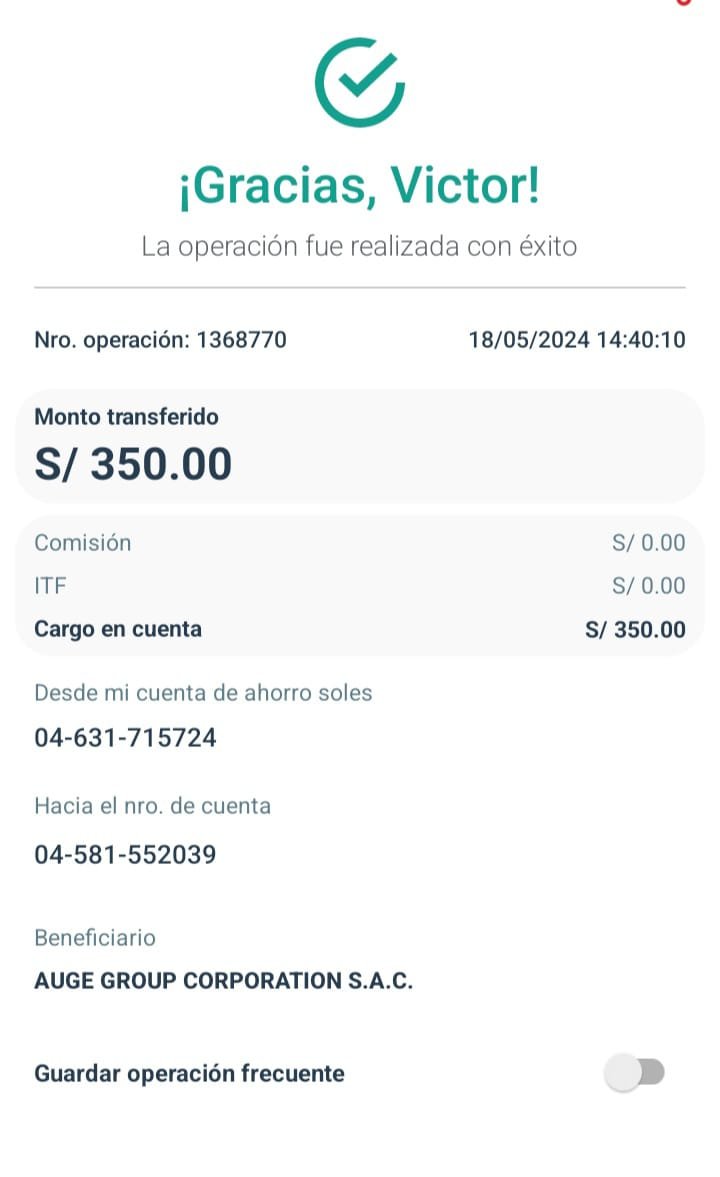 ¡Gracias, Victor!
La operación fue realizada con éxito
Nro. operación: 1368770 18/05/2024 14:40:10
Monto transferido
S/ 350.00
Comisión S/ 0.00
ITF S/ 0.00
Cargo en cuenta S/ 350.00
Desde mi cuenta de ahorro soles
04-631-715724
Hacia el nro. de cuenta
04-581-552039
Beneficiario
AUGE GROUP CORPORATION S.A.C.
Guardar operación frecuente